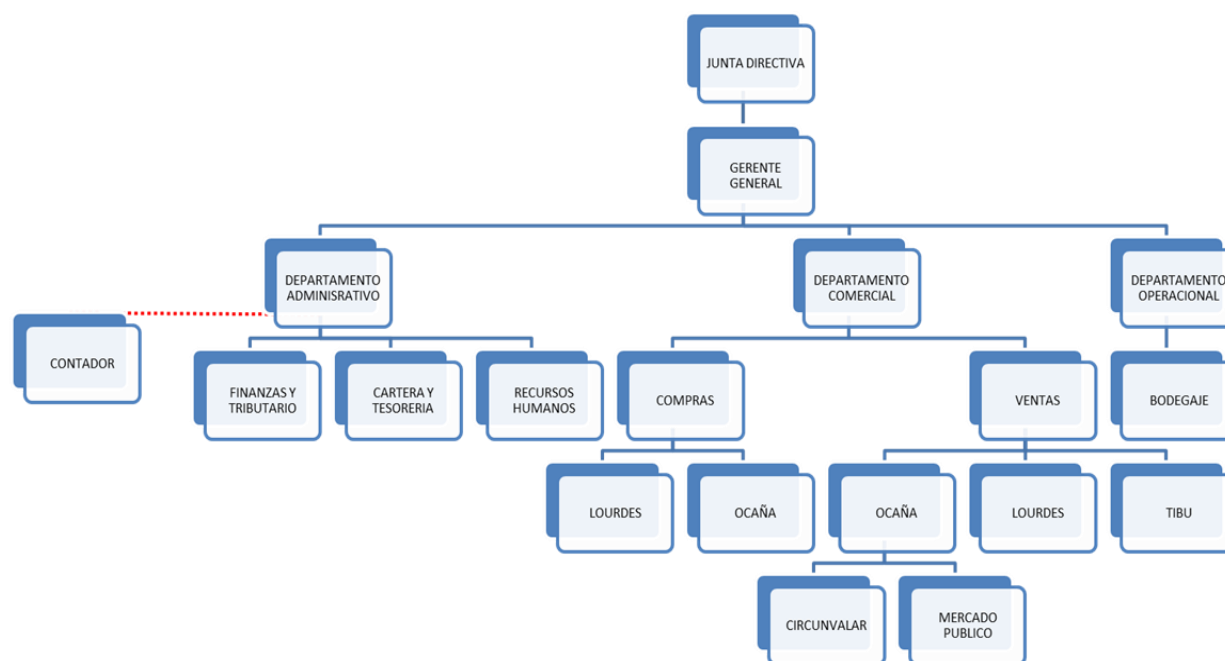 JUNTA DIRECTIVA
GERENTE
GENERAL
DEPARTAMENTO
ADMINISRATIVO
DEPARTAMENTO
COMERCIAL
DEPARTAMENTO
OPERACIONAL
CONTADOR
FINANZAS Y
TRIBUTARIO
CARTERA Y
TESORERIA
RECURSOS
HUMANOS
COMPRAS
VENTAS
BODEGAJE
LOURDES
OCAÑA
OCAÑA
LOURDES
TIBU
CIRCUNVALAR
MERCADO
PUBLICO